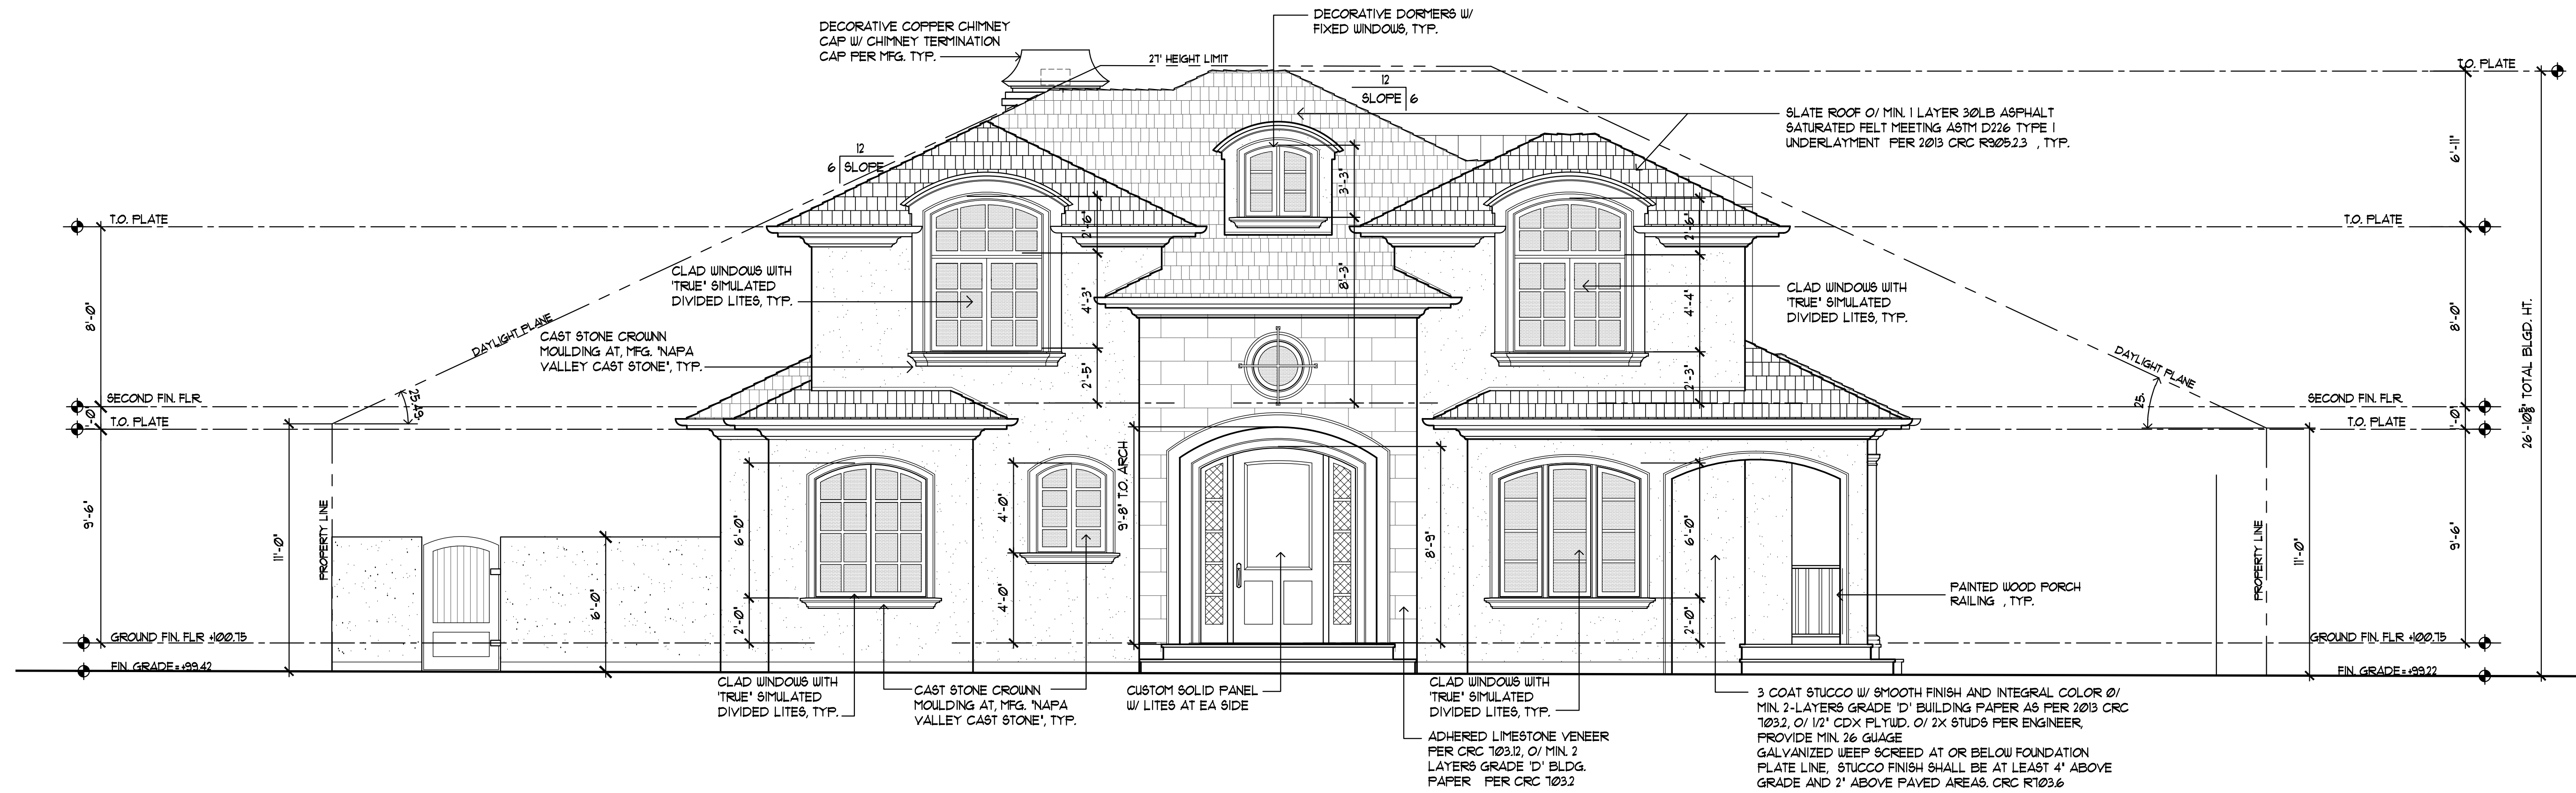 DECORATIVE COPPER CHIMNEY
CAP W/ CHIMNEY TERMINATION
CAP PER MFG. TYP.
DECORATIVE DORMERS W/
FIXED WINDOWS, TYP.
27' HEIGHT LIMIT
T.O. PLATE
12
SLOPE 6
SLATE ROOF O/ MIN. 1 LAYER 30LB ASPHALT
SATURATED FELT MEETING ASTM D226 TYPE 1
UNDERLAYMENT PER 2013 CRC R905.2.3 , TYP.
12
6 SLOPE
6'-11"
3'-3"
T.O. PLATE
T.O. PLATE
2'-6"
2'-6"
CLAD WINDOWS WITH
'TRUE" SIMULATED
DIVIDED LITES, TYP.
8'-3"
CLAD WINDOWS WITH
'TRUE" SIMULATED
DIVIDED LITES, TYP.
8'-0"
4'-3"
4'-4"
8'-0"
DAYLIGHT PLANE
CAST STONE CROWNN
MOULDING AT, MFG. "NAPA
VALLEY CAST STONE", TYP.
DAYLIGHT PLANE
26'-10⅝" TOTAL BLGD. HT.
2'-5"
2'-3"
25.49
25.
SECOND FIN. FLR.
SECOND FIN. FLR.
'-0"
'-0"
T.O. PLATE
T.O. PLATE
9'-8" T.O. ARCH
9'-6"
4'-0"
6'-0"
8'-9"
6'-0"
9'-6"
11'-0"
PROPERTY LINE
PROPERTY LINE
11'-0"
6'-0"
4'-0"
2'-0"
2'-0"
PAINTED WOOD PORCH
RAILING , TYP.
GROUND FIN. FLR +100.75
GROUND FIN. FLR +100.75
FIN. GRADE=+99.42
FIN. GRADE=+99.22
CLAD WINDOWS WITH
'TRUE" SIMULATED
DIVIDED LITES, TYP.
CAST STONE CROWNN
MOULDING AT, MFG. "NAPA
VALLEY CAST STONE", TYP.
CUSTOM SOLID PANEL
W/ LITES AT EA SIDE
CLAD WINDOWS WITH
'TRUE" SIMULATED
DIVIDED LITES, TYP.
ADHERED LIMESTONE VENEER
PER CRC 703.12, O/ MIN. 2
LAYERS GRADE 'D' BLDG.
PAPER PER CRC 703.2
3 COAT STUCCO W/ SMOOTH FINISH AND INTEGRAL COLOR O/
MIN. 2-LAYERS GRADE 'D' BUILDING PAPER AS PER 2013 CRC
703.2, O/ 1/2" CDX PLYWD. O/ 2X STUDS PER ENGINEER,
PROVIDE MIN. 26 GUAGE
GALVANIZED WEEP SCREED AT OR BELOW FOUNDATION
PLATE LINE, STUCCO FINISH SHALL BE AT LEAST 4" ABOVE
GRADE AND 2" ABOVE PAVED AREAS. CRC R703.6